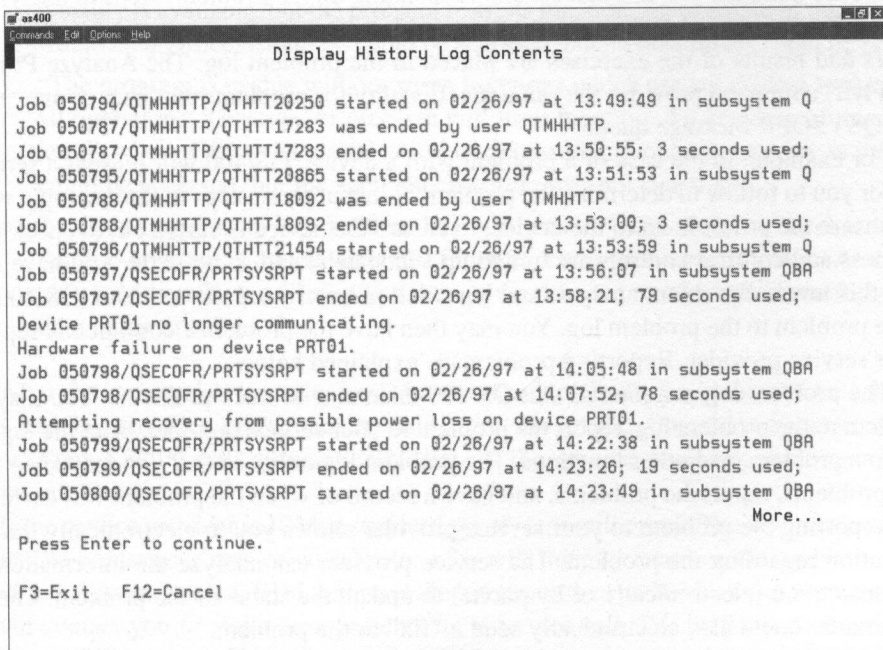 as400
Commands Edit Options Help
Display History Log Contents
Job 050794/QTMHHTTP/QTHTT20250 started on 02/26/97 at 13:49:49 in subsystem Q
Job 050787/QTMHHTTP/QTHTT17283 was ended by user QTMHHTTP.
Job 050787/QTMHHTTP/QTHTT17283 ended on 02/26/97 at 13:50:55; 3 seconds used;
Job 050795/QTMHHTTP/QTHTT20865 started on 02/26/97 at 13:51:53 in subsystem Q
Job 050788/QTMHHTTP/QTHTT18092 was ended by user QTMHHTTP.
Job 050788/QTMHHTTP/QTHTT18092 ended on 02/26/97 at 13:53:00; 3 seconds used;
Job 050796/QTMHHTTP/QTHTT21454 started on 02/26/97 at 13:53:59 in subsystem Q
Job 050797/QSECOFR/PRTSYSRPT started on 02/26/97 at 13:56:07 in subsystem QBA
Job 050797/QSECOFR/PRTSYSRPT ended on 02/26/97 at 13:58:21; 79 seconds used;
Device PRT01 no longer communicating.
Hardware failure on device PRT01.
Job 050798/QSECOFR/PRTSYSRPT started on 02/26/97 at 14:05:48 in subsystem QBA
Job 050798/QSECOFR/PRTSYSRPT ended on 02/26/97 at 14:07:52; 78 seconds used;
Attempting recovery from possible power loss on device PRT01.
Job 050799/QSECOFR/PRTSYSRPT started on 02/26/97 at 14:22:38 in subsystem QBA
Job 050799/QSECOFR/PRTSYSRPT ended on 02/26/97 at 14:23:26; 19 seconds used;
Job 050800/QSECOFR/PRTSYSRPT started on 02/26/97 at 14:23:49 in subsystem QBA
More...
Press Enter to continue.
F3=Exit F12=Cancel